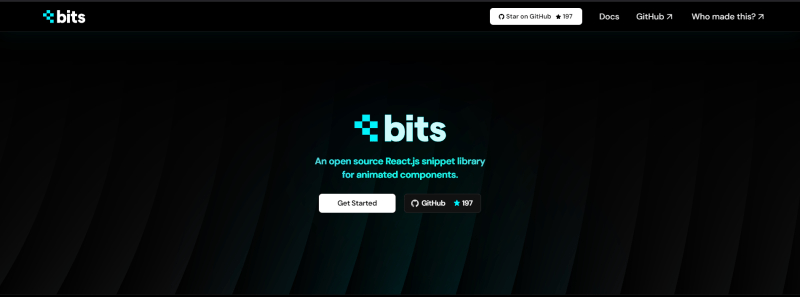 bits
Star on GitHub 197
Docs
GitHub
Who made this?
bits
An open source React.js snippet library
for animated components.
Get Started
GitHub 197